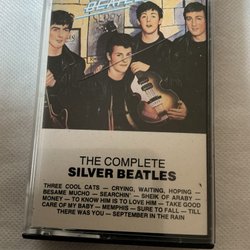 BEATLES
THE COMPLETE
SILVER BEATLES
THREE COOL CATS — CRYING, WAITING, HOPING —
BESAME MUCHO — SEARCHIN' — SHEIK OF ARABY —
MONEY — TO KNOW HIM IS TO LOVE HIM — TAKE GOOD
CARE OF MY BABY — MEMPHIS — SURE TO FALL — TILL
THERE WAS YOU — SEPTEMBER IN THE RAIN